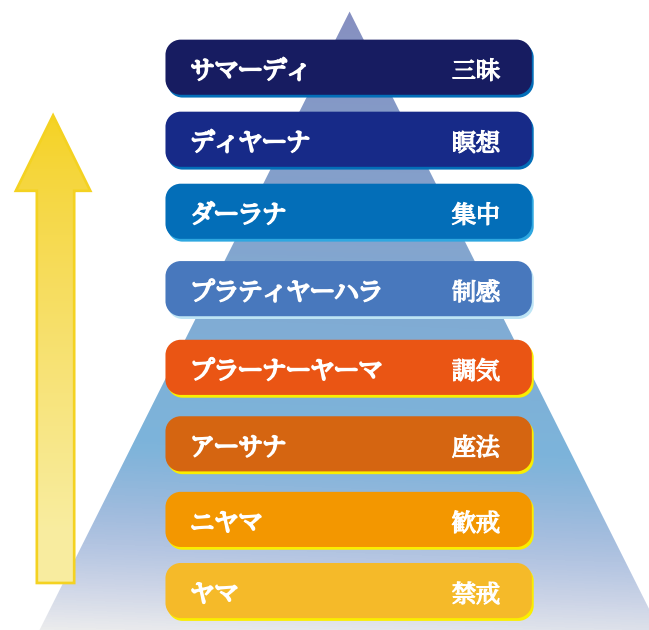 サマーディ 三昧
ディヤーナ 瞑想
ダーラナ 集中
プラティヤーハラ 制感
プラーナーヤーマ 調気
アーサナ 座法
ニヤマ 歓戒
ヤマ 禁戒